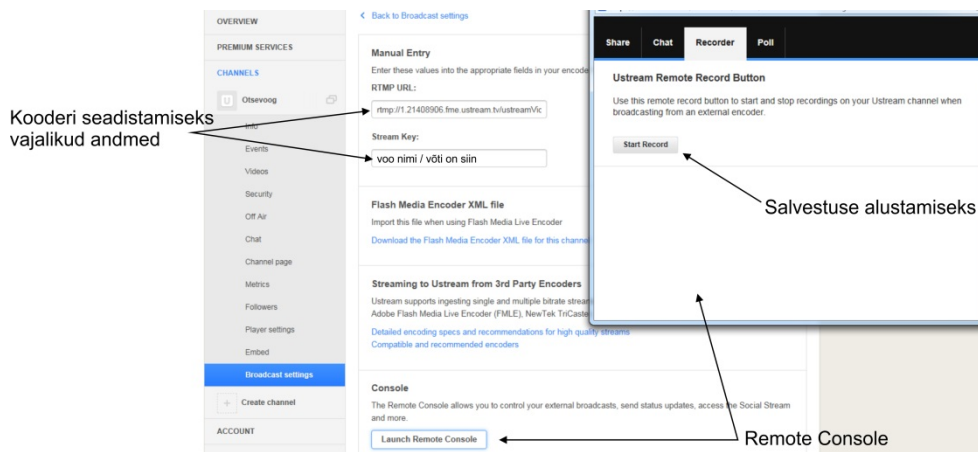 Kooderi seadistamiseks
vajalikud andmed
OVERVIEW
PREMIUM SERVICES
CHANNELS
U Otsevoog
Info
Events
Videos
Security
Off Air
Chat
Channel page
Metrics
Followers
Player settings
Embed
Broadcast settings
+ Create channel
ACCOUNT
Back to Broadcast settings
Manual Entry
Enter these values into the appropriate fields in your encode
RTMP URL:
rtmp://1.21408906.fme.ustream.tv/ustreamVic
Stream Key:
voo nimi / võti on siin
Flash Media Encoder XML file
Import this file when using Flash Media Live Encoder
Download the Flash Media Encoder XML file for this channel
Streaming to Ustream from 3rd Party Encoders
Ustream supports ingesting single and multiple bitrate strea
Adobe Flash Media Live Encoder (FMLE), NewTek TriCaste
Detailed encoding specs and recommendations for high quality streams
Compatible and recommended encoders
Console
The Remote Console allows you to control your external broadcasts, send status updates, access the Social Stream
and more.
Launch Remote Console
Share Chat Recorder Poll
Ustream Remote Record Button
Use this remote record button to start and stop recordings on your Ustream channel when
broadcasting from an external encoder.
Start Record
Salvestuse alustamiseks
Remote Console